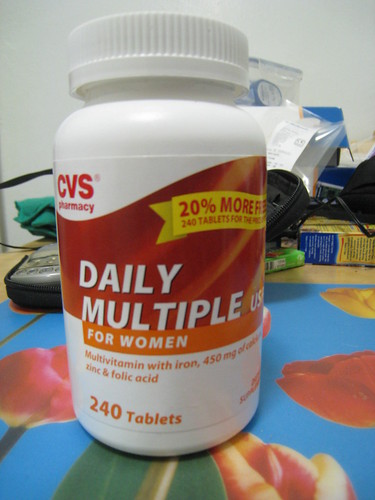 CVS®
pharmacy
20% MORE
240 TABLETS FOR THE
DAILY
MULTIPLE
FOR WOMEN
Multivitamin with iron, 450 mg of
zinc & folic acid
240 Tablets